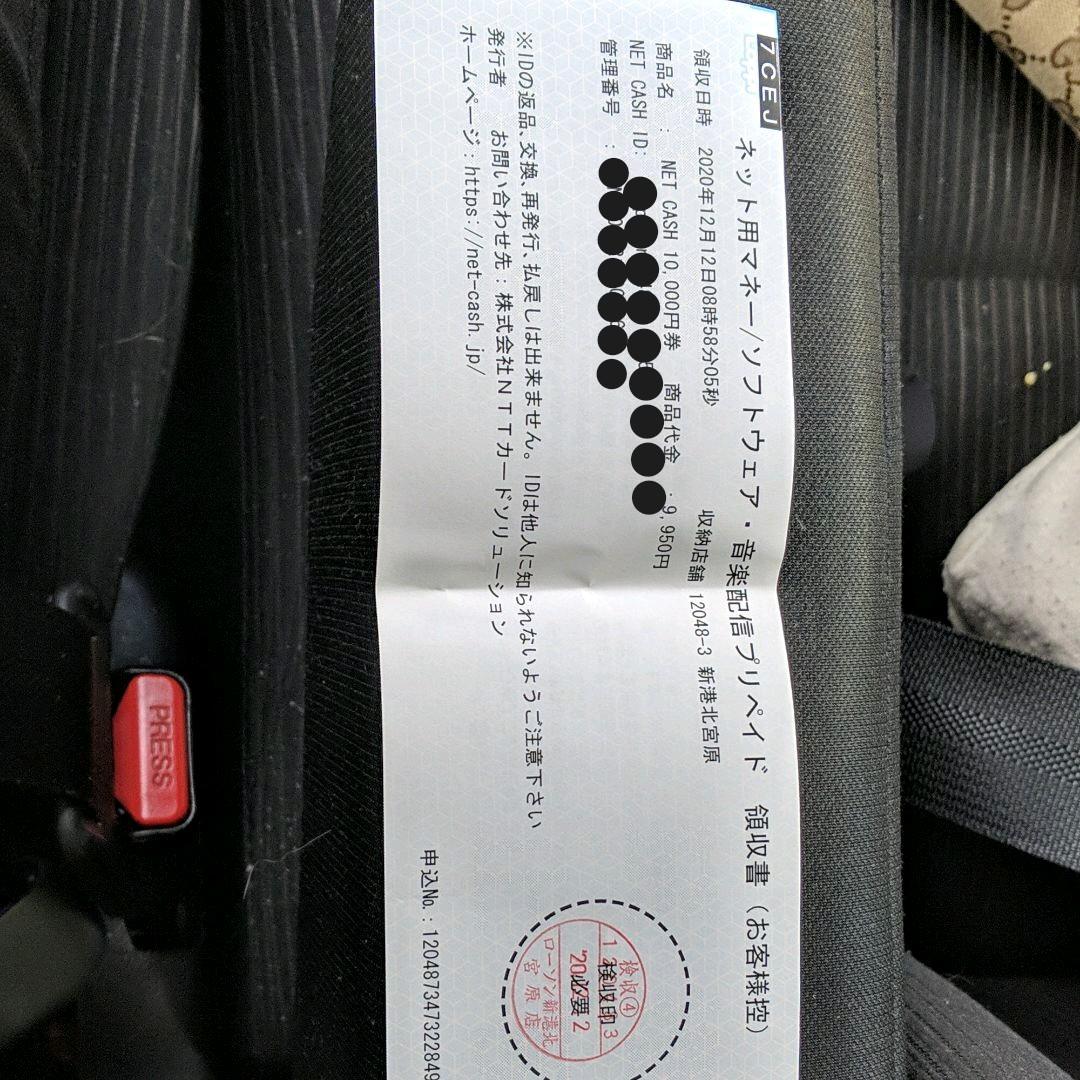 7CEJ
ネット用マネー/ソフトウェア・音楽配信プリペイド 領収書（お客様控）
領収日時 2020年12月12日08時58分05秒 収納店舗 12048-3 新港北宮原
商品名 : NET CASH 10,000円券 商品代金 :9,950円
NET CASH ID:
管理番号 :
※IDの返品、交換、再発行、払戻しは出来ません。IDは他人に知られないようご注意下さい
発行者 お問い合わせ先：株式会社NTTカードソリューション
ホームページ：https://net-cash.jp/
申込No.：120487347322849
検収④
検収印
必要
ローソン新港北
宮原店
PRESS